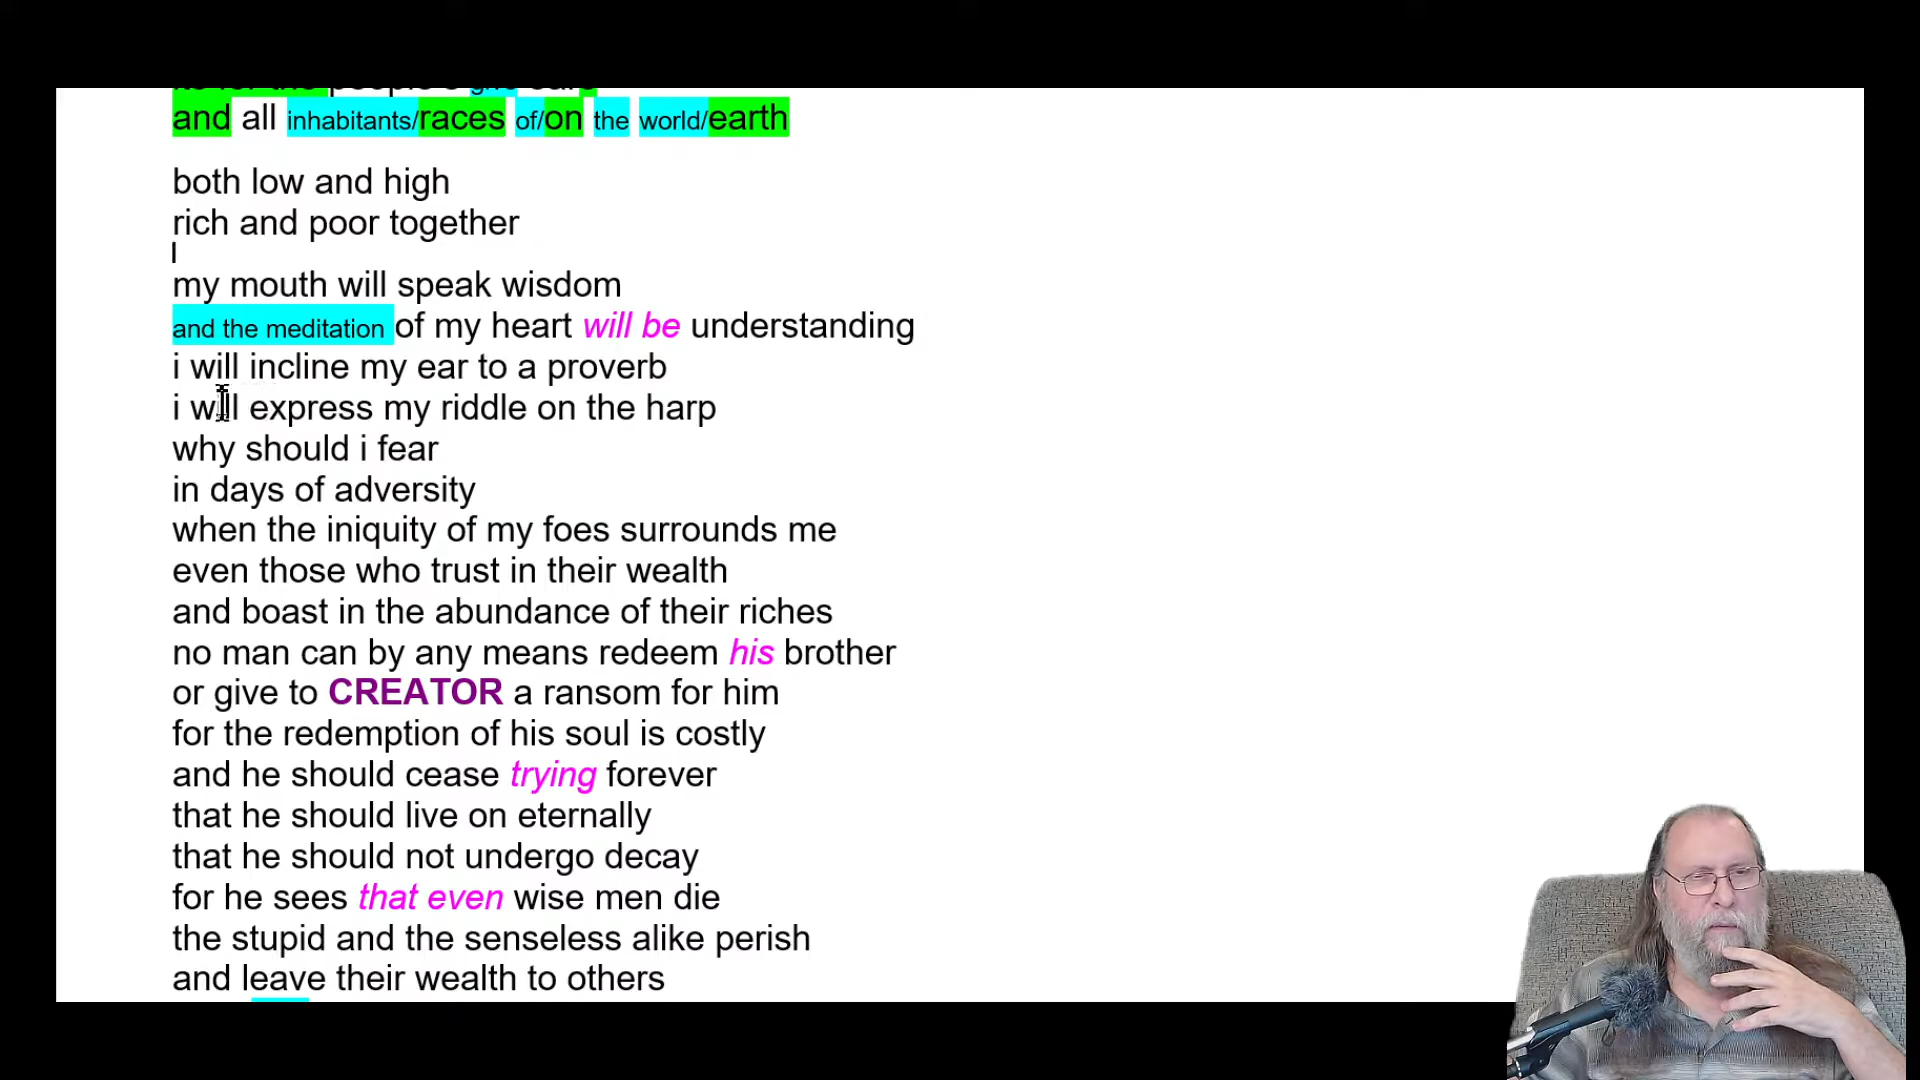 and all inhabitants/races of/on the world/earth
both low and high
rich and poor together
my mouth will speak wisdom
and the meditation of my heart will be understanding
i will incline my ear to a proverb
i will express my riddle on the harp
why should i fear
in days of adversity
when the iniquity of my foes surrounds me
even those who trust in their wealth
and boast in the abundance of their riches
no man can by any means redeem his brother
or give to CREATOR a ransom for him
for the redemption of his soul is costly
and he should cease trying forever
that he should live on eternally
that he should not undergo decay
for he sees that even wise men die
the stupid and the senseless alike perish
and leave their wealth to others